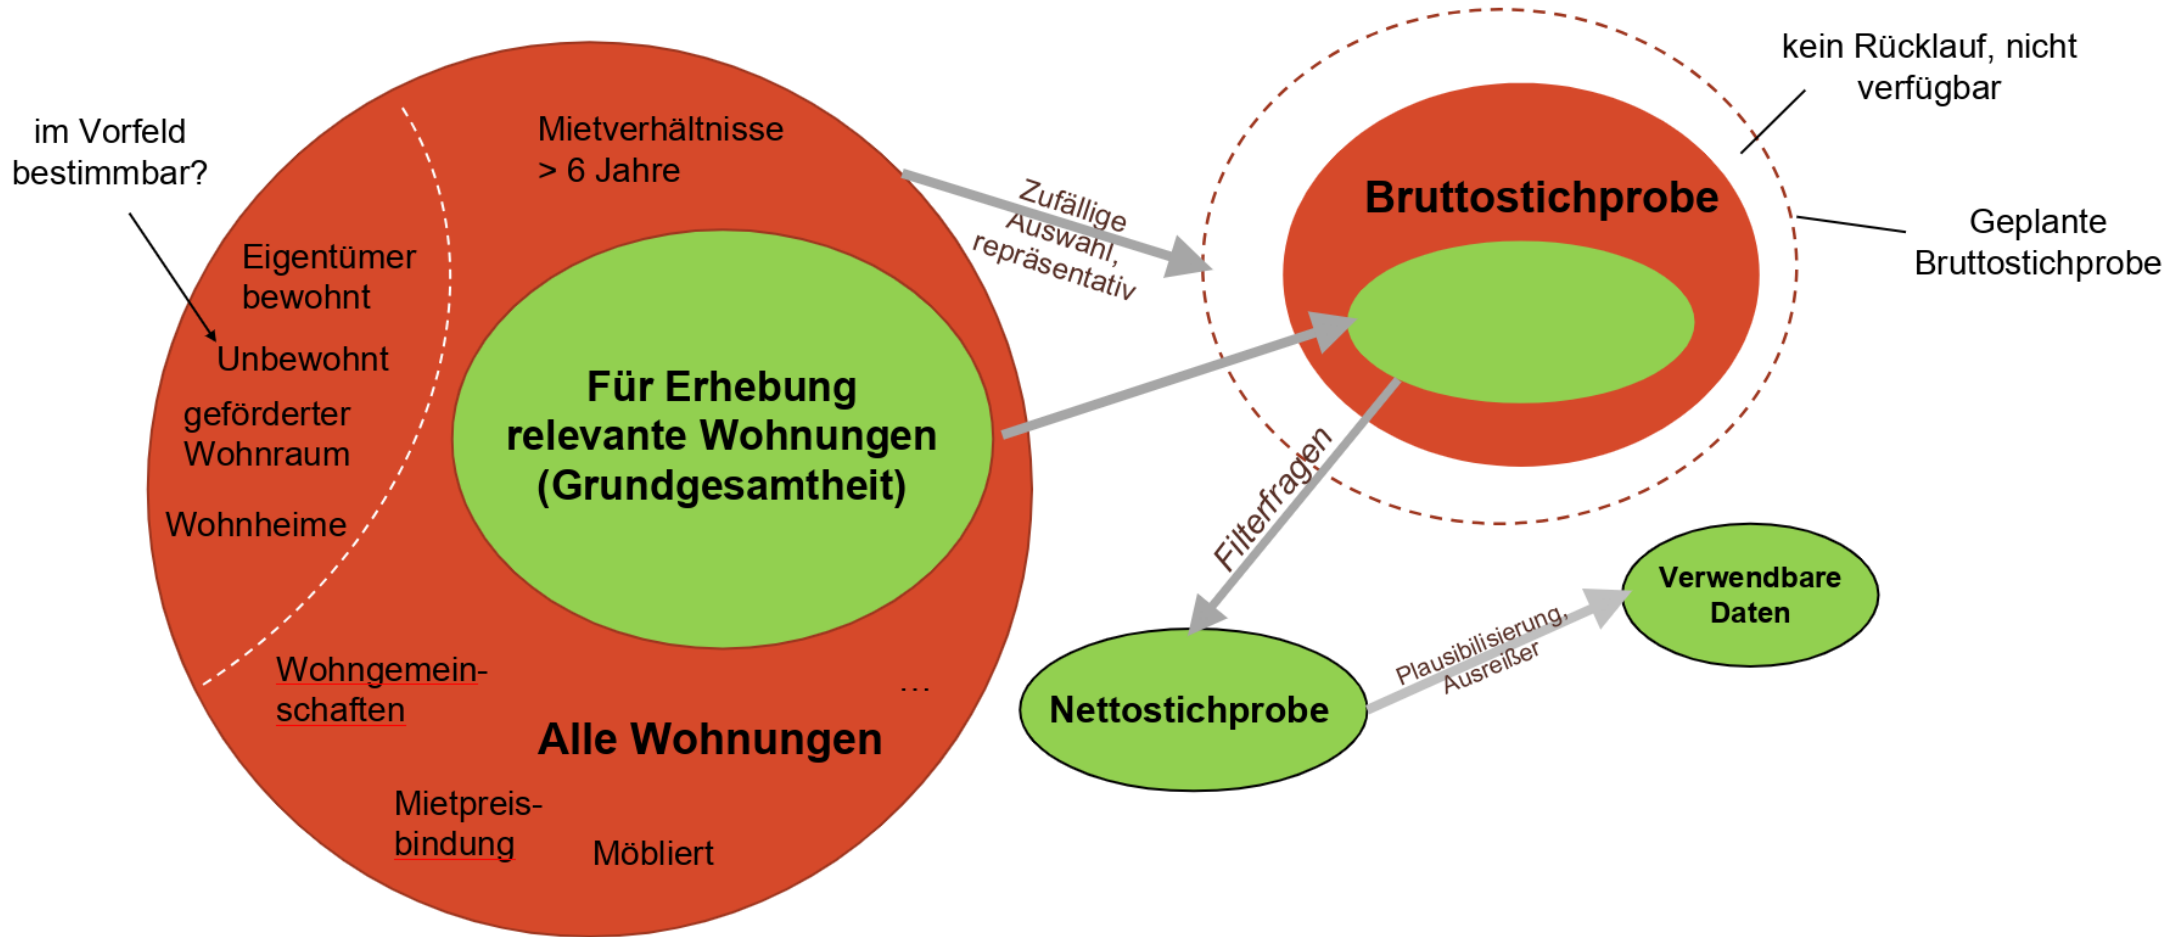 im Vorfeld
bestimmbar?
Mietverhältnisse
> 6 Jahre
Eigentümer
bewohnt
Unbewohnt
geförderter
Wohnraum
Wohnheime
Für Erhebung
relevante Wohnungen
(Grundgesamtheit)
Wohngemein-
schaften
...
Alle Wohnungen
Mietpreis-
bindung
Möbliert
Zufällige
Auswahl,
repräsentativ
kein Rücklauf, nicht
verfügbar
Bruttostichprobe
Geplante
Bruttostichprobe
Filterfragen
Nettostichprobe
Plausibilisierung,
Ausreißer
Verwendbare
Daten